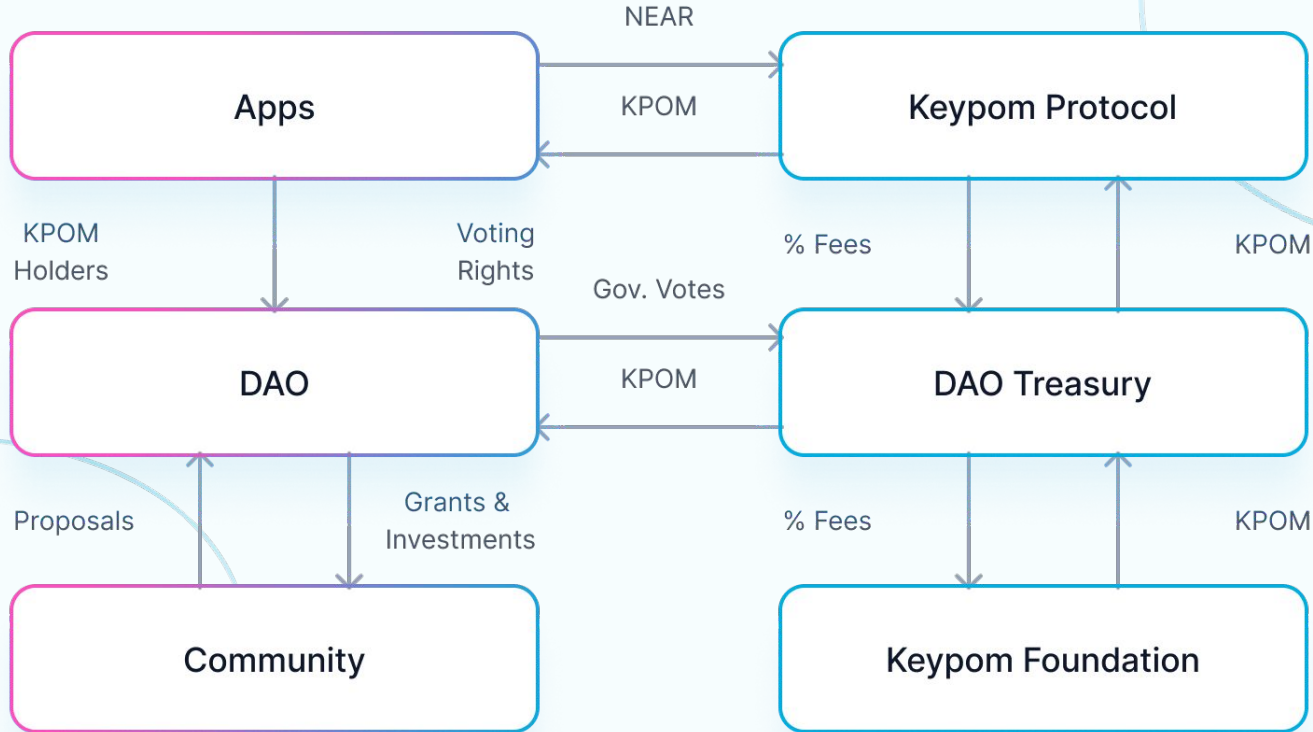 NEAR
Apps
KPOM
Keypom Protocol
KPOM
Holders
Voting
Rights
% Fees
KPOM
Gov. Votes
DAO
KPOM
DAO Treasury
Proposals
Grants &
Investments
% Fees
KPOM
Community
Keypom Foundation